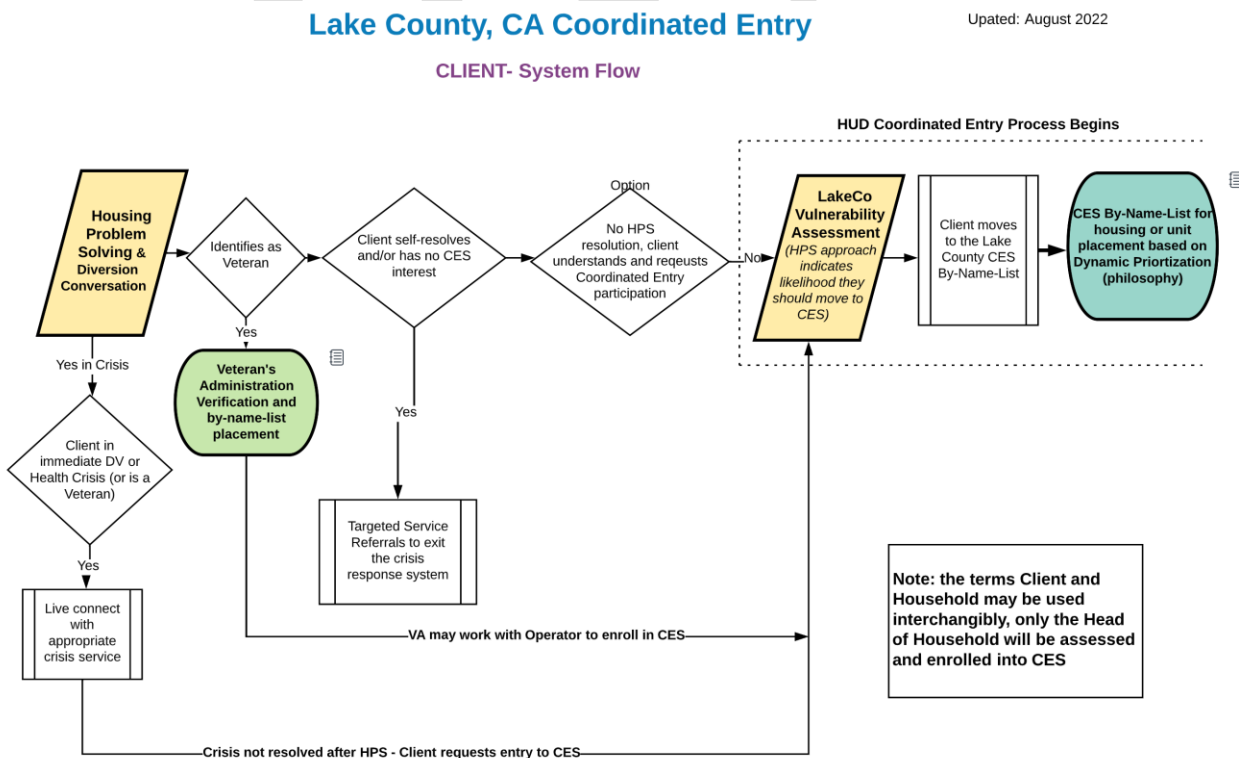 Lake County, CA Coordinated Entry
Upated: August 2022
CLIENT- System Flow
HUD Coordinated Entry Process Begins
Housing
Problem
Solving &
Diversion
Conversation
Identifies as
Veteran
Client self-resolves
and/or has no CES
interest
Option
No HPS
resolution, client
understands and reqeusts
Coordinated Entry
participation
No
LakeCo
Vulnerability
Assessment
(HPS approach
indicates
likelihood they
should move to
CES)
Client moves
to the Lake
County CES
By-Name-List
CES By-Name-List for
housing or unit
placement based on
Dynamic Priortization
(philosophy)
Yes in Crisis
Yes
Veteran's
Administration
Verification and
by-name-list
placement
Yes
Client in
immediate DV or
Health Crisis (or is a
Veteran)
Targeted Service
Referrals to exit
the crisis
response system
Yes
Live connect
with
appropriate
crisis service
VA may work with Operator to enroll in CES
Note: the terms Client and
Household may be used
interchangibly, only the Head
of Household will be assessed
and enrolled into CES
Crisis not resolved after HPS - Client requests entry to CES